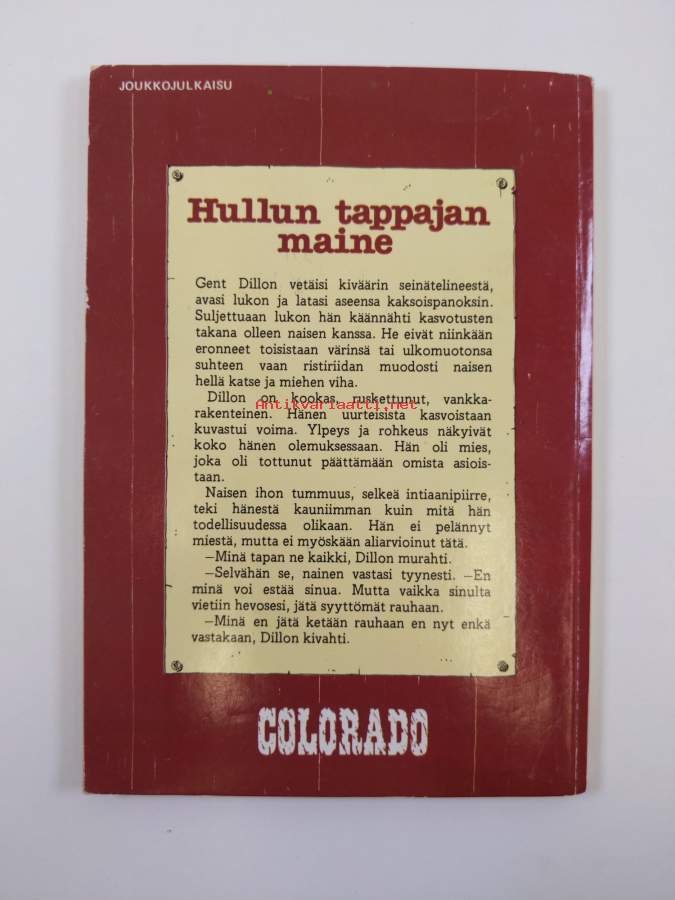 JOUKKOJULKAISU
Hullun tappajan
maine
Gent Dillon vetäisi kiväärin seinätelineestä,
avasi lukon ja latasi aseensa kaksoispanoksin.
Suljettuaan lukon hän käännähti kasvotusten
takana olleen naisen kanssa. He eivät niinkään
eronneet toisistaan värinsä tai ulkomuotonsa
suhteen vaan ristiriidan muodosti naisen
hellä katse ja miehen viha.
Dillon on kookas, ruskettunut, vankka-
Antikvariaatti.net
rakenteinen. Hänen uurteisista kasvoistaan
kuvastui voima. Ylpeys ja rohkeus näkyivät
koko hänen olemuksessaan. Hän oli mies,
joka oli tottunut päättämään omista asiois-
taan.
Naisen ihon tummuus, selkeä intiaanipiirre,
teki hänestä kauniimman kuin mitä hän
todellisuudessa olikaan. Hän ei pelännyt
miestä, mutta ei myöskään aliarvioinut tätä.
—Minä tapan ne kaikki, Dillon murahti.
—Selvähän se, nainen vastasi tyynesti. —En
minä voi estää sinua. Mutta vaikka sinulta
vietiin hevosesi, jätä syyttömät rauhaan.
—Minä en jätä ketään rauhaan en nyt enkä
vastakaan, Dillon kivahti.
COLORADO